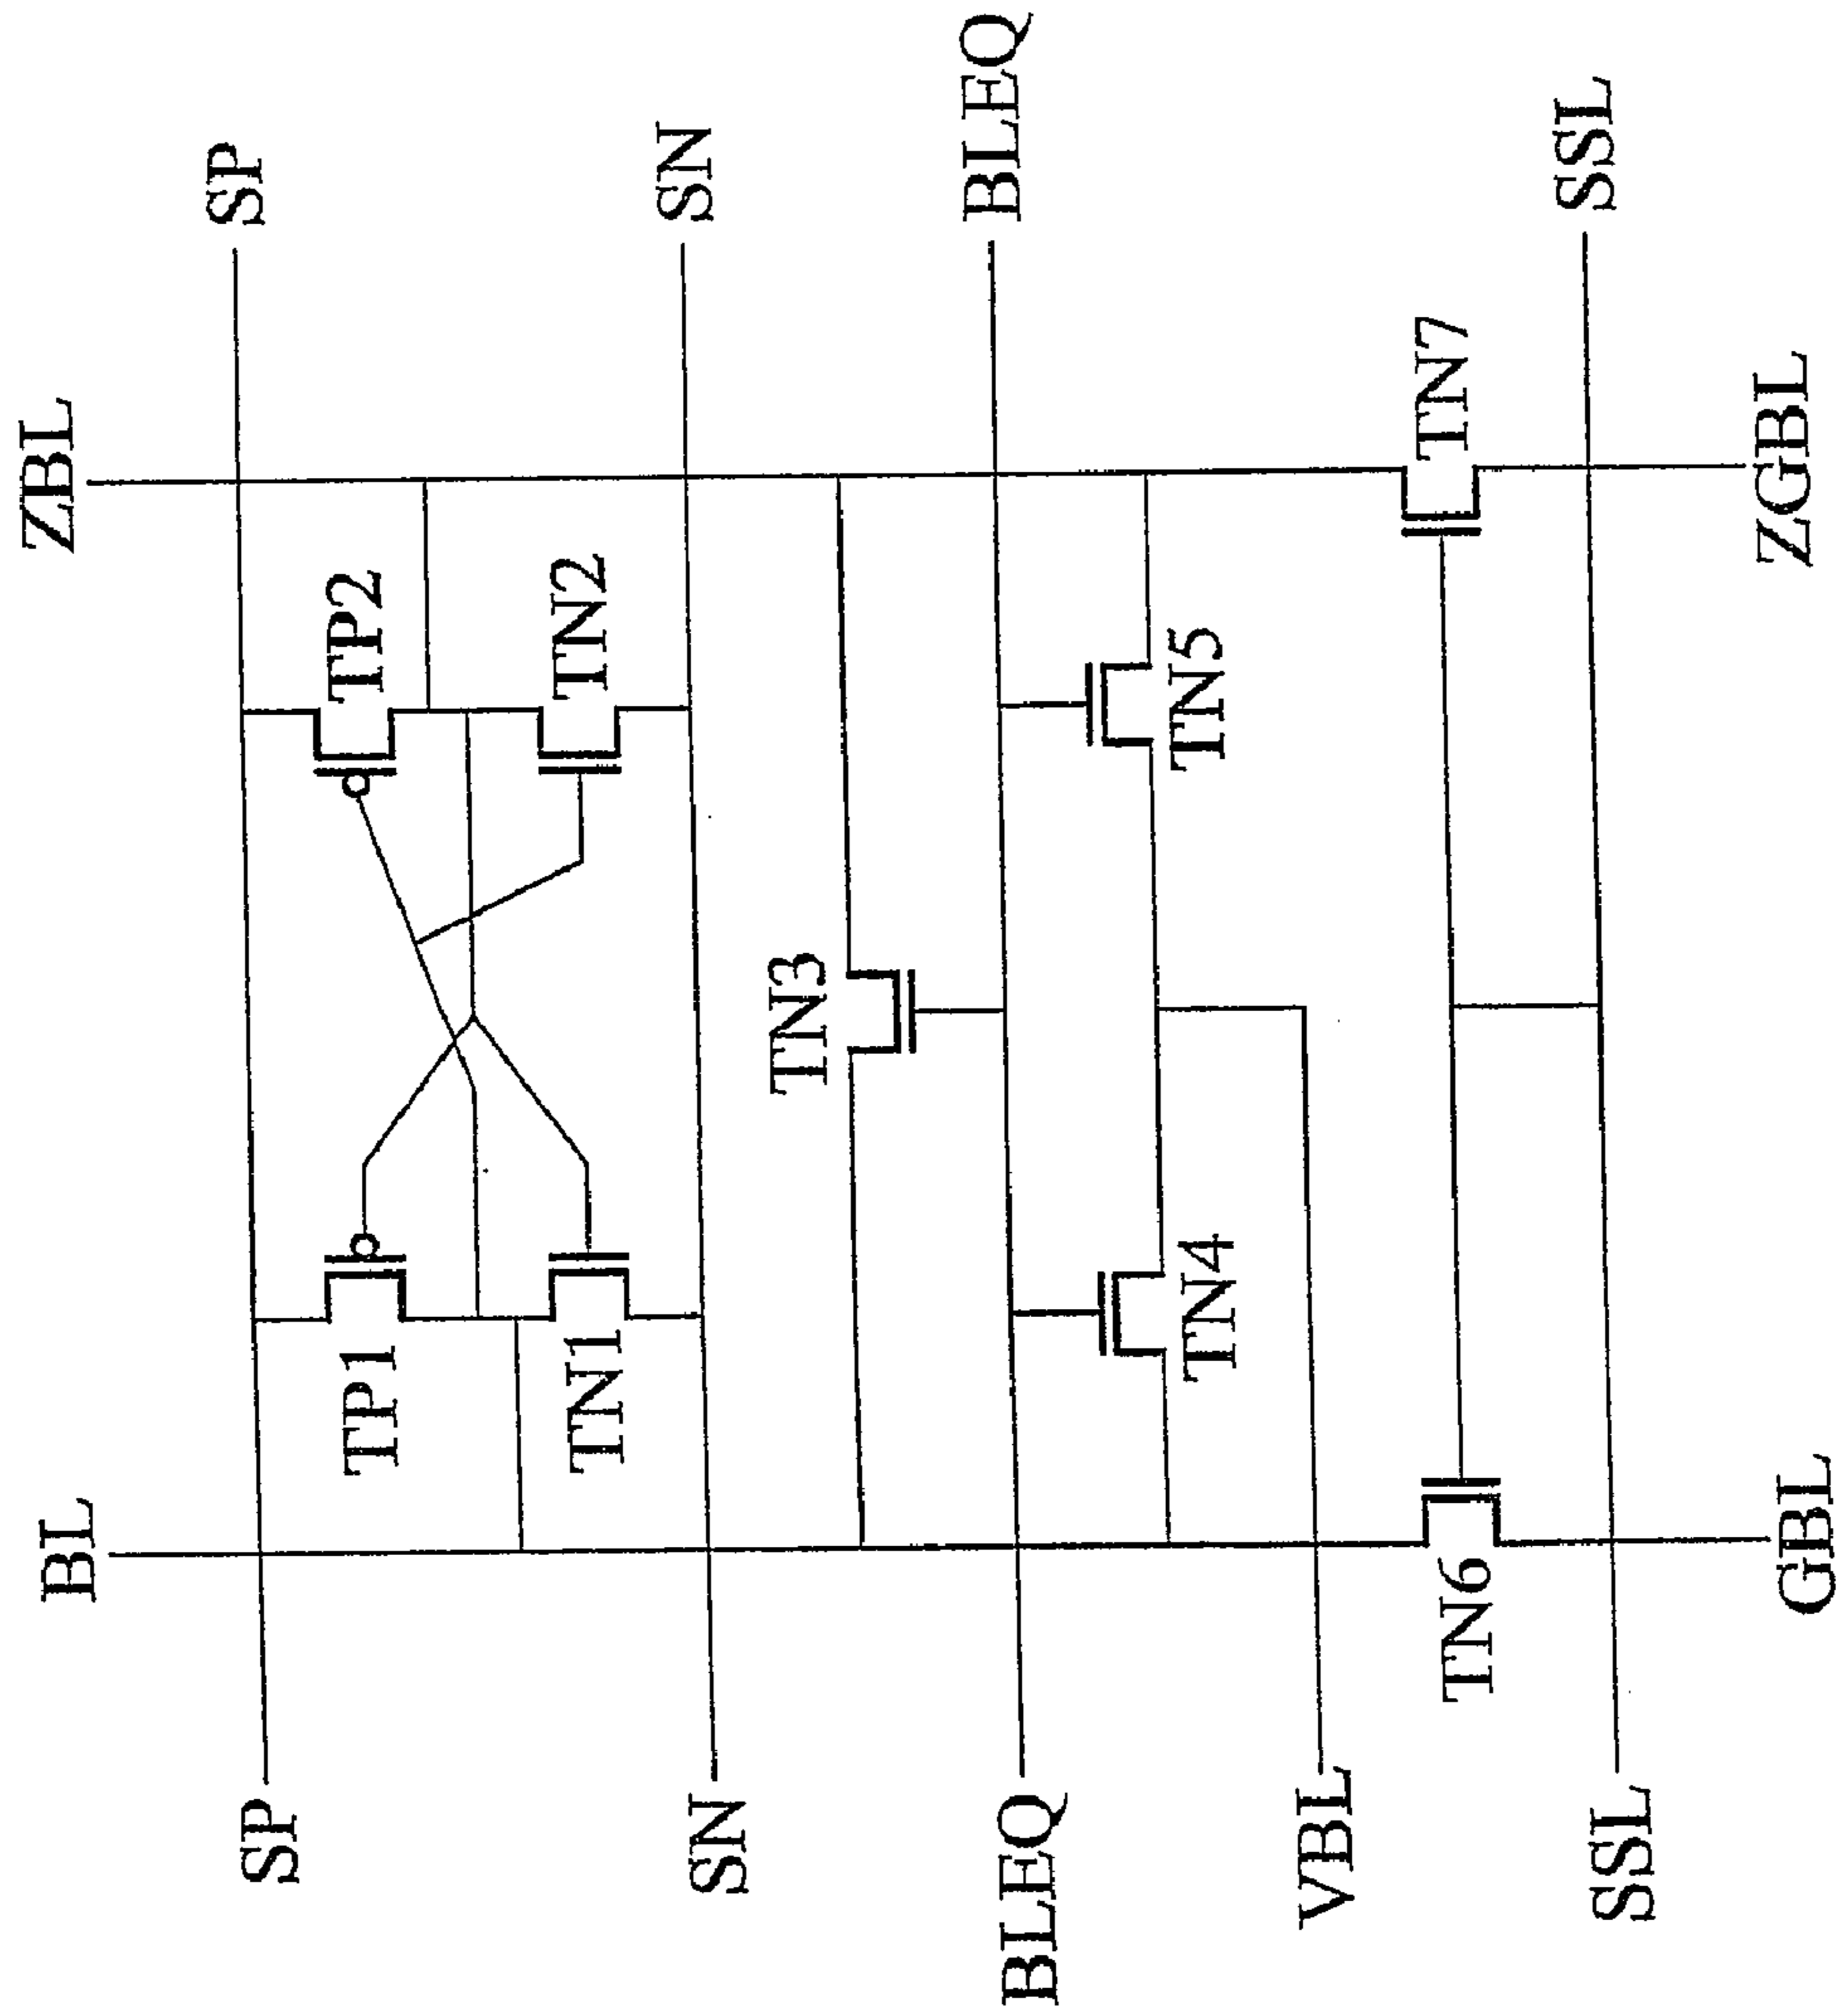 BL
ZBL
SP
SP
TP1
TP2
TN1
TN2
SN
SN
TN3
BLEQ
BLEQ
TN4
TN5
VBL
TN6
TN7
SSL
SSL
GBL
ZGBL